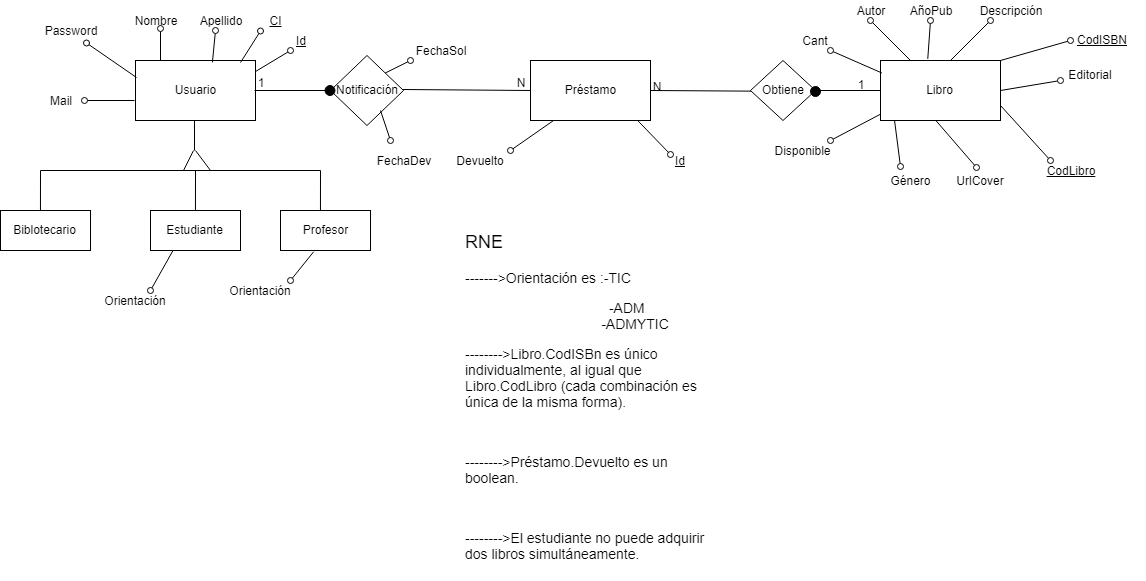 Autor
AñoPub
Descripción
Nombre
Apellido
CI
Password
Id
Cant
CodISBN
FechaSol
Editorial
Mail
Usuario
1
Notificación
N
Préstamo
N
Obtiene
1
Libro
FechaDev
Devuelto
Id
Disponible
Género
UrlCover
CodLibro
Biblotecario
Estudiante
Profesor
Orientación
Orientación
RNE
------->Orientación es :-TIC
-ADM
-ADMYTIC
-------->Libro.CodISBn es único
individualmente, al igual que
Libro.CodLibro (cada combinación es
única de la misma forma).
-------->Préstamo.Devuelto es un
boolean.
-------->El estudiante no puede adquirir
dos libros simultáneamente.